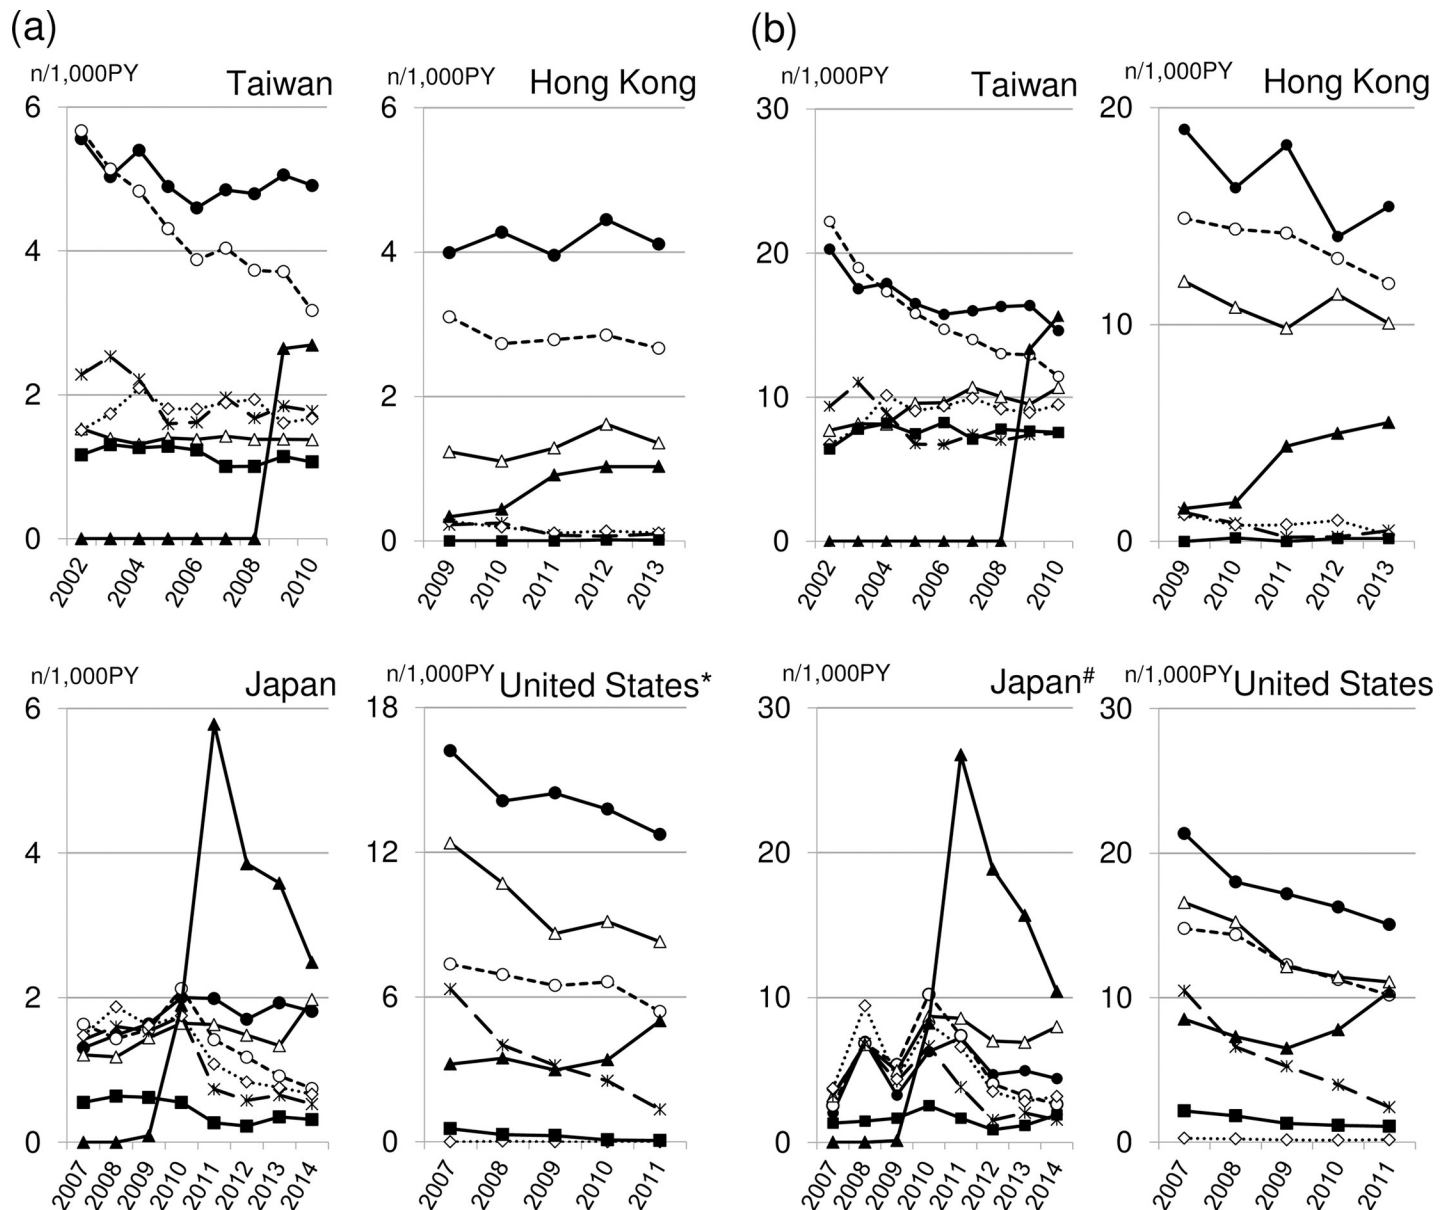 (a)
(b)
n/1,000PY Taiwan
6
4
2
0
2002 2004 2006 2008 2010
n/1,000PY Hong Kong
6
4
2
0
2009 2010 2011 2012 2013
n/1,000PY Taiwan
30
20
10
0
2002 2004 2006 2008 2010
n/1,000PY Hong Kong
20
10
0
2009 2010 2011 2012 2013
n/1,000PY Japan
6
4
2
0
2007 2008 2009 2010 2011 2012 2013 2014
n/1,000PY United States*
18
12
6
0
2007 2008 2009 2010 2011
n/1,000PY Japan#
30
20
10
0
2007 2008 2009 2010 2011 2012 2013 2014
n/1,000PY United States
30
20
10
0
2007 2008 2009 2010 2011